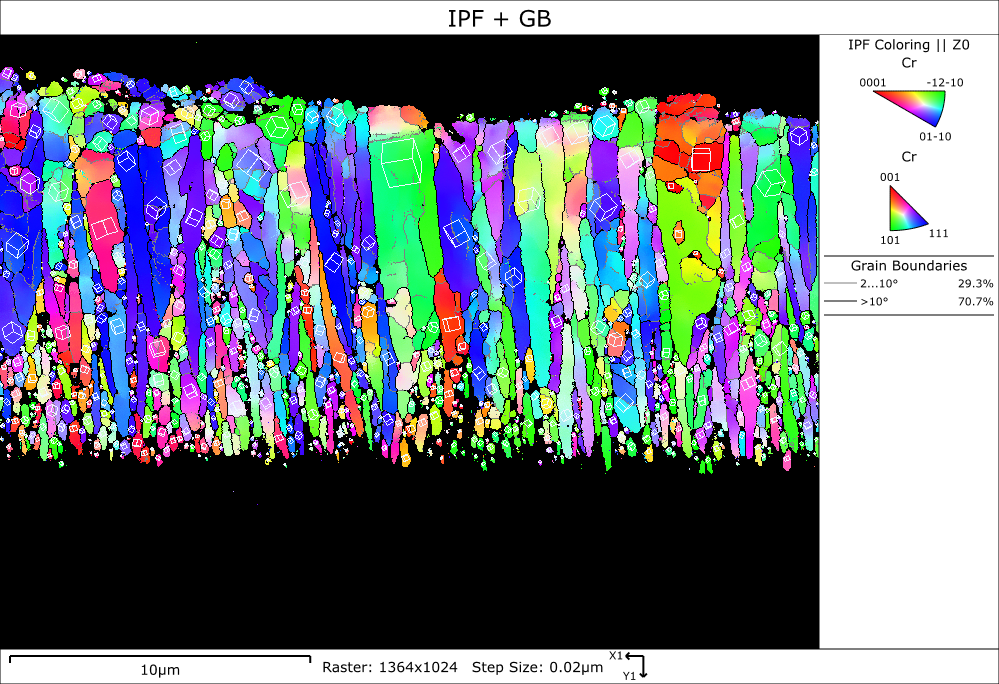 IPF + GB
IPF Coloring || Z0
Cr
0001 -12-10
01-10
Cr
001
101 111
Grain Boundaries
2...10° 29.3%
>10° 70.7%
10µm
Raster: 1364x1024 Step Size: 0.02µm
X1
Y1